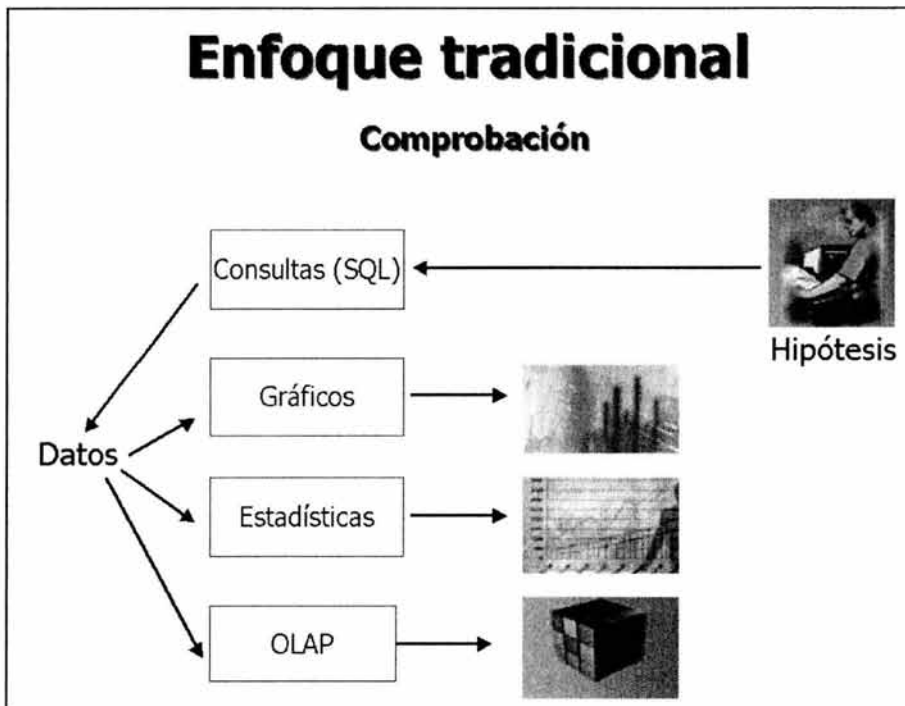 Enfoque tradicional
Comprobación
Consultas (SQL)
Hipótesis
Gráficos
Datos
Estadísticas
OLAP